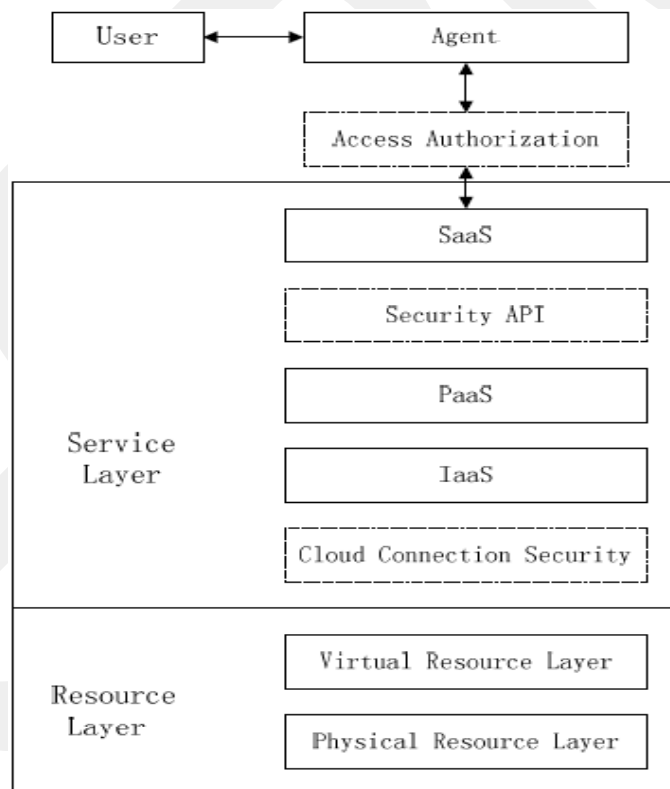 User
Agent
Access Authorization
SaaS
Security API
PaaS
Service
Layer
IaaS
Cloud Connection Security
Virtual Resource Layer
Resource
Layer
Physical Resource Layer